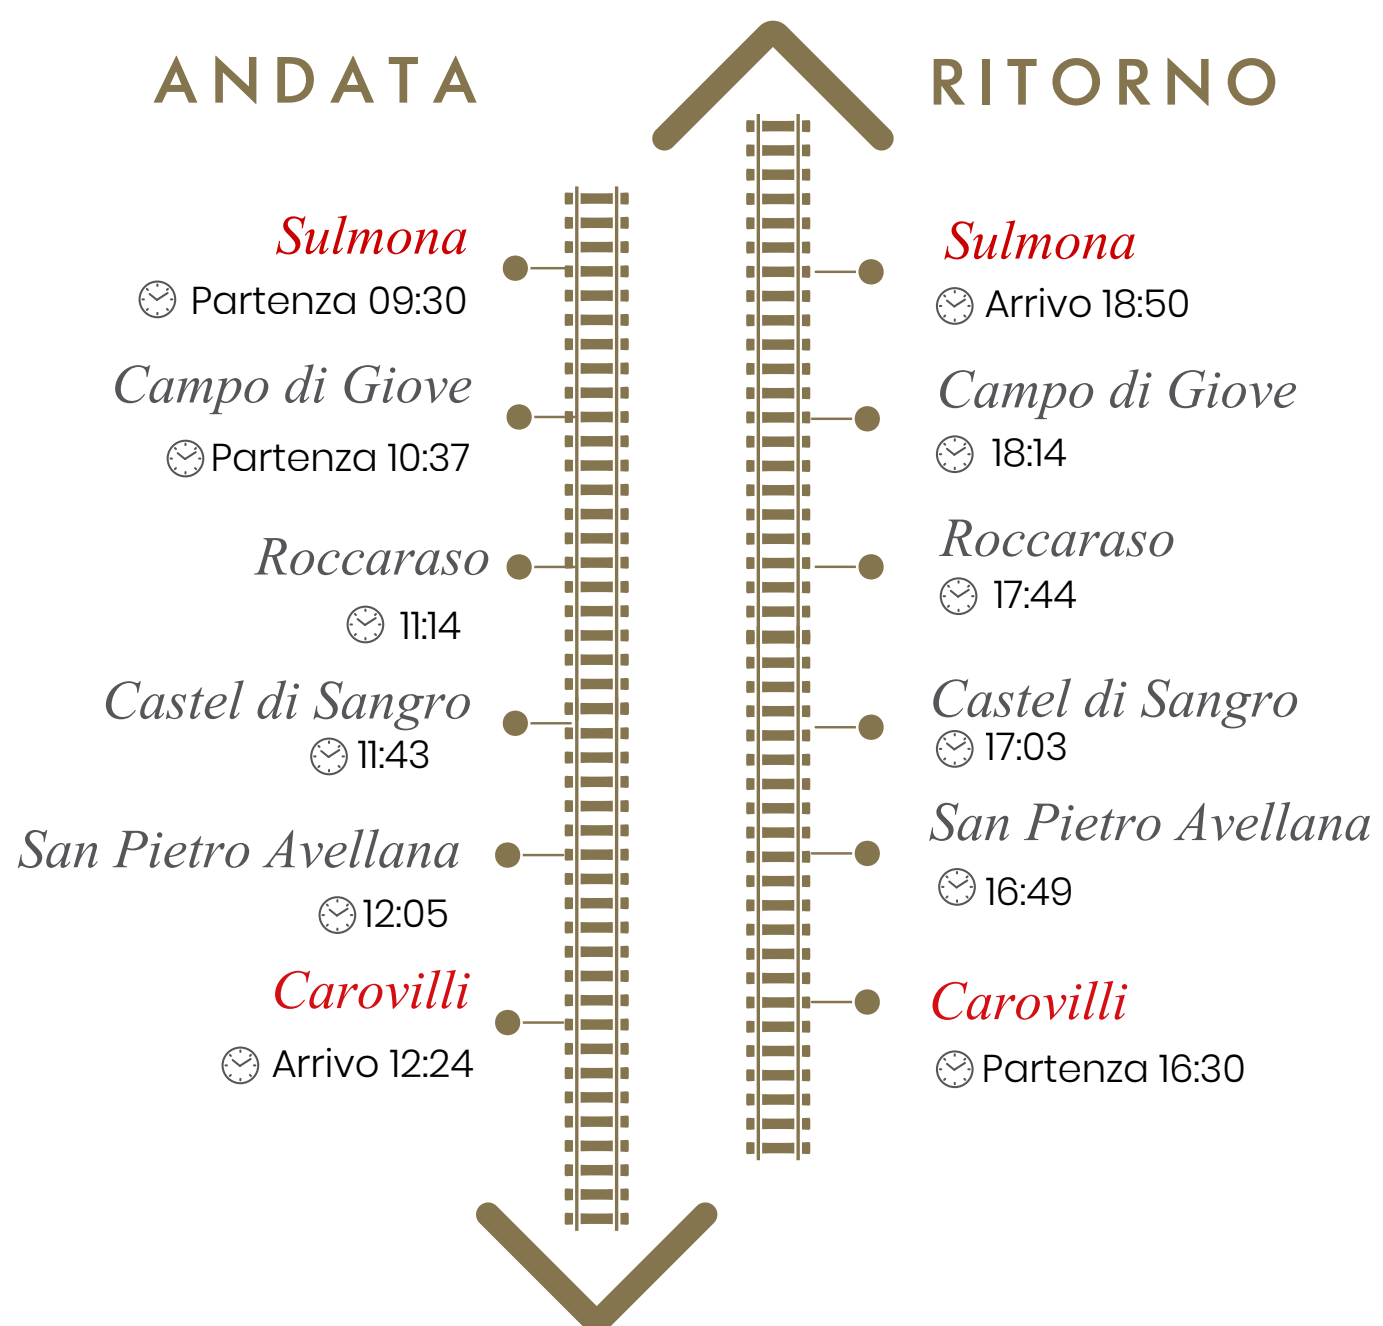 ANDATA
Sulmona
Partenza 09:30
Campo di Giove
Partenza 10:37
Roccaraso
11:14
Castel di Sangro
11:43
San Pietro Avellana
12:05
Carovilli
Arrivo 12:24
RITORNO
Sulmona
Arrivo 18:50
Campo di Giove
18:14
Roccaraso
17:44
Castel di Sangro
17:03
San Pietro Avellana
16:49
Carovilli
Partenza 16:30